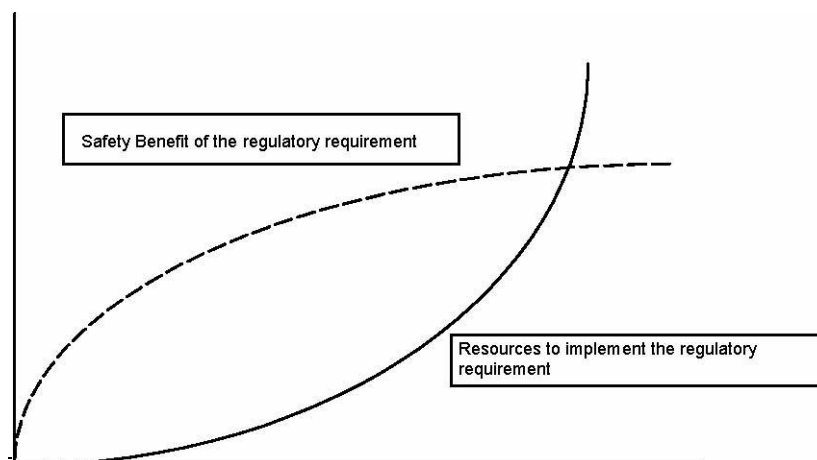 Safety Benefit of the regulatory requirement
Resources to implement the regulatory
requirement